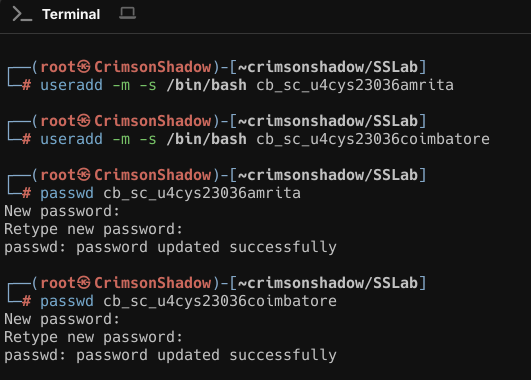 Terminal
┌──(root㉿CrimsonShadow)-[~crimsonshadow/SSLab]
└─# useradd -m -s /bin/bash cb_sc_u4cys23036amrita
┌──(root㉿CrimsonShadow)-[~crimsonshadow/SSLab]
└─# useradd -m -s /bin/bash cb_sc_u4cys23036coimbatore
┌──(root㉿CrimsonShadow)-[~crimsonshadow/SSLab]
└─# passwd cb_sc_u4cys23036amrita
New password:
Retype new password:
passwd: password updated successfully
┌──(root㉿CrimsonShadow)-[~crimsonshadow/SSLab]
└─# passwd cb_sc_u4cys23036coimbatore
New password:
Retype new password:
passwd: password updated successfully